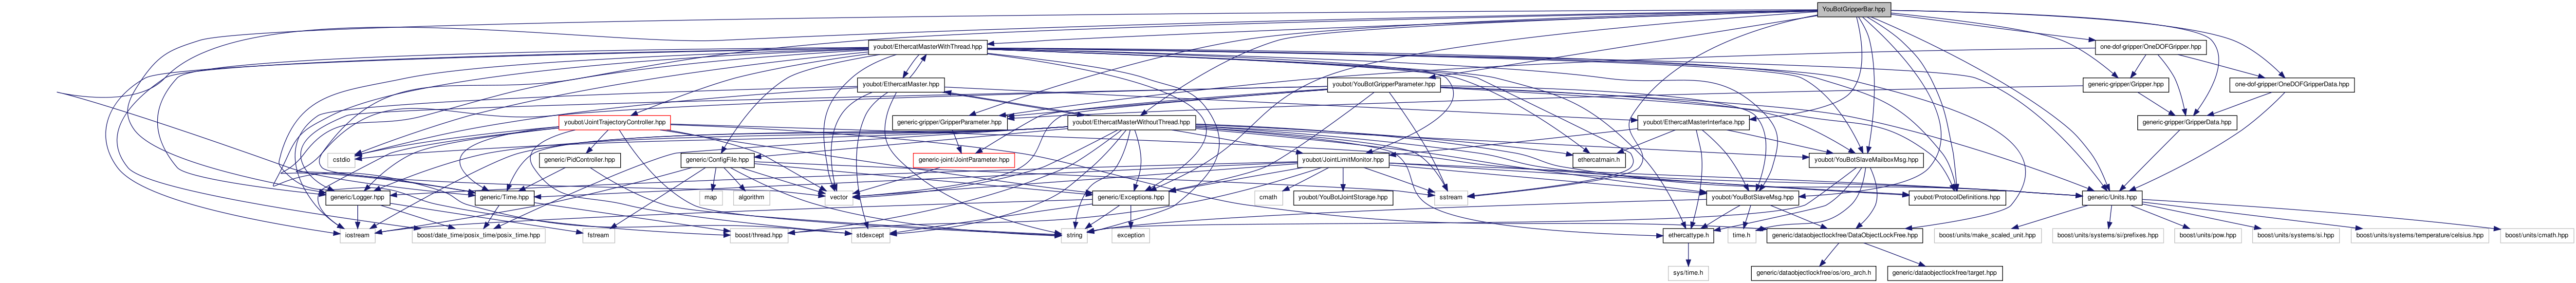 YouBotGripperBar.hpp
youbot/EthercatMasterWithThread.hpp
one-dof-gripper/OneDOFGripper.hpp
youbot/EthercatMaster.hpp
youbot/YouBotGripperParameter.hpp
generic-gripper/Gripper.hpp
one-dof-gripper/OneDOFGripperData.hpp
youbot/JointTrajectoryController.hpp
generic-gripper/GripperParameter.hpp
youbot/EthercatMasterWithoutThread.hpp
youbot/EthercatMasterInterface.hpp
generic-gripper/GripperData.hpp
cstdio
generic/PidController.hpp
generic/ConfigFile.hpp
generic-joint/JointParameter.hpp
youbot/JointLimitMonitor.hpp
ethercatmain.h
youbot/YouBotSlaveMailboxMsg.hpp
generic/Logger.hpp
generic/Time.hpp
map
algorithm
vector
generic/Exceptions.hpp
cmath
youbot/YouBotJointStorage.hpp
sstream
youbot/YouBotSlaveMsg.hpp
youbot/ProtocolDefinitions.hpp
generic/Units.hpp
iostream
boost/date_time/posix_time/posix_time.hpp
fstream
boost/thread.hpp
stdexcept
string
exception
ethercattype.h
time.h
generic/dataobjectlockfree/DataObjectLockFree.hpp
boost/units/make_scaled_unit.hpp
boost/units/systems/si/prefixes.hpp
boost/units/pow.hpp
boost/units/systems/si.hpp
boost/units/systems/temperature/celsius.hpp
boost/units/cmath.hpp
sys/time.h
generic/dataobjectlockfree/os/oro_arch.h
generic/dataobjectlockfree/target.hpp